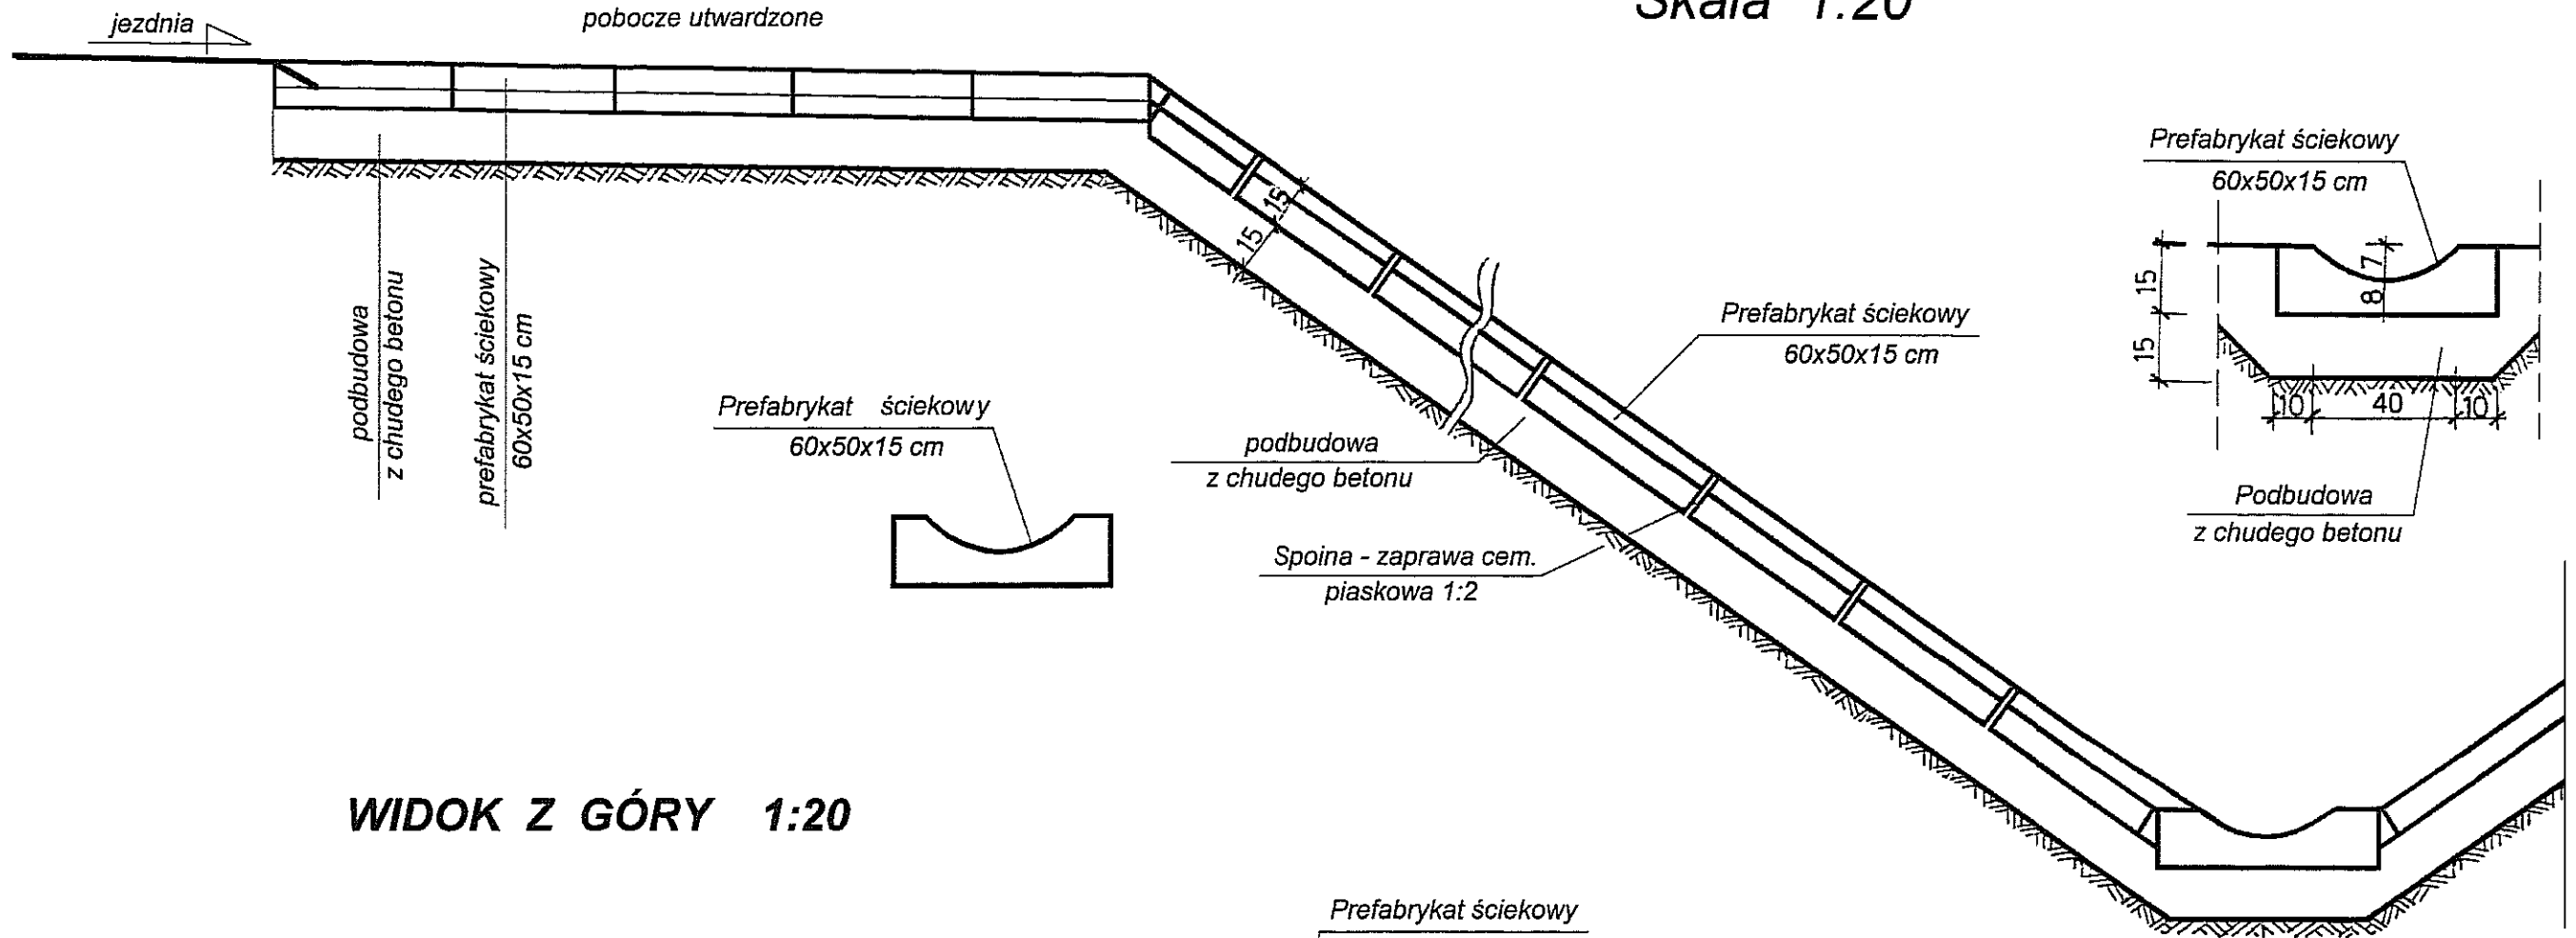 Skala 1:20
jezdnia
pobocze utwardzone
podbudowa
z chudego betonu
prefabrykat ściekowy
60x50x15 cm
Prefabrykat ściekowy
60x50x15 cm
15
15
podbudowa
z chudego betonu
Spoina - zaprawa cem.
piaskowa 1:2
Prefabrykat ściekowy
60x50x15 cm
Prefabrykat ściekowy
60x50x15 cm
15
15
7
8
10
40
10
Podbudowa
z chudego betonu
WIDOK Z GÓRY 1:20
Prefabrykat ściekowy